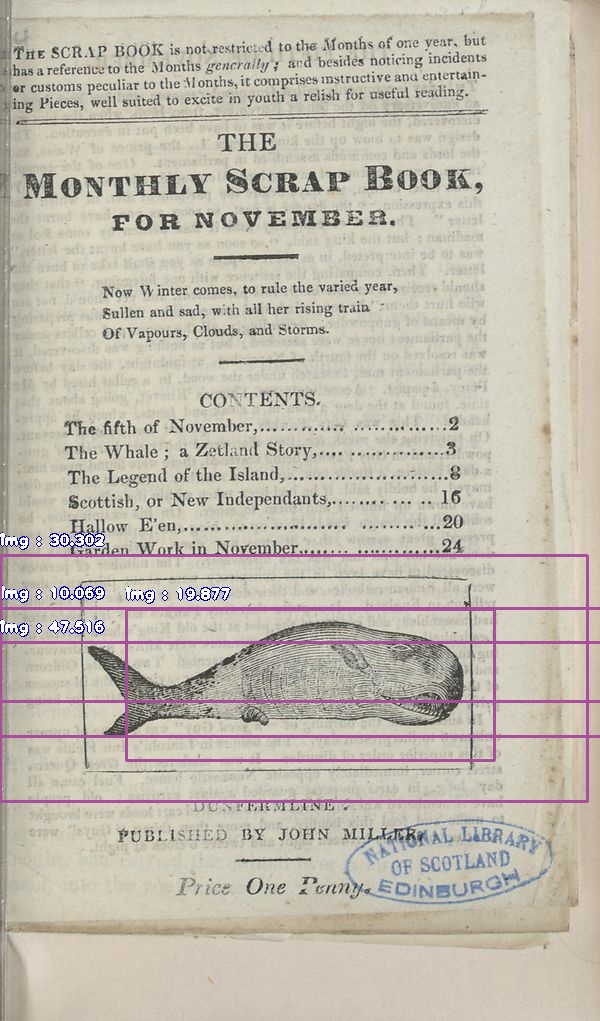 THE SCRAP BOOK is not restricted to the Months of one year, but
has a reference to the Months generally; and besides noticing incidents
or customs peculiar to the Months, it comprises instructive and entertain-
ing Pieces, well suited to excite in youth a relish for useful reading.
THE
MONTHLY SCRAP BOOK,
FOR NOVEMBER.
Now Winter comes, to rule the varied year,
Sullen and sad, with all her rising train
Of Vapours, Clouds, and Storms.
CONTENTS.
The fifth of November,.................................2
The Whale; a Zetland Story,.....................3
The Legend of the Island,............................8
Scottish, or New Independants,................ 16
Hallow E'en,.......................................20
Garden Work in November....................24
img : 30.302
img : 10.069 img : 19.877
img : 47.516
DUNFERMLINE:
PUBLISHED BY JOHN MILLER,
Price One Penny.
NATIONAL LIBRARY
OF SCOTLAND
EDINBURGH